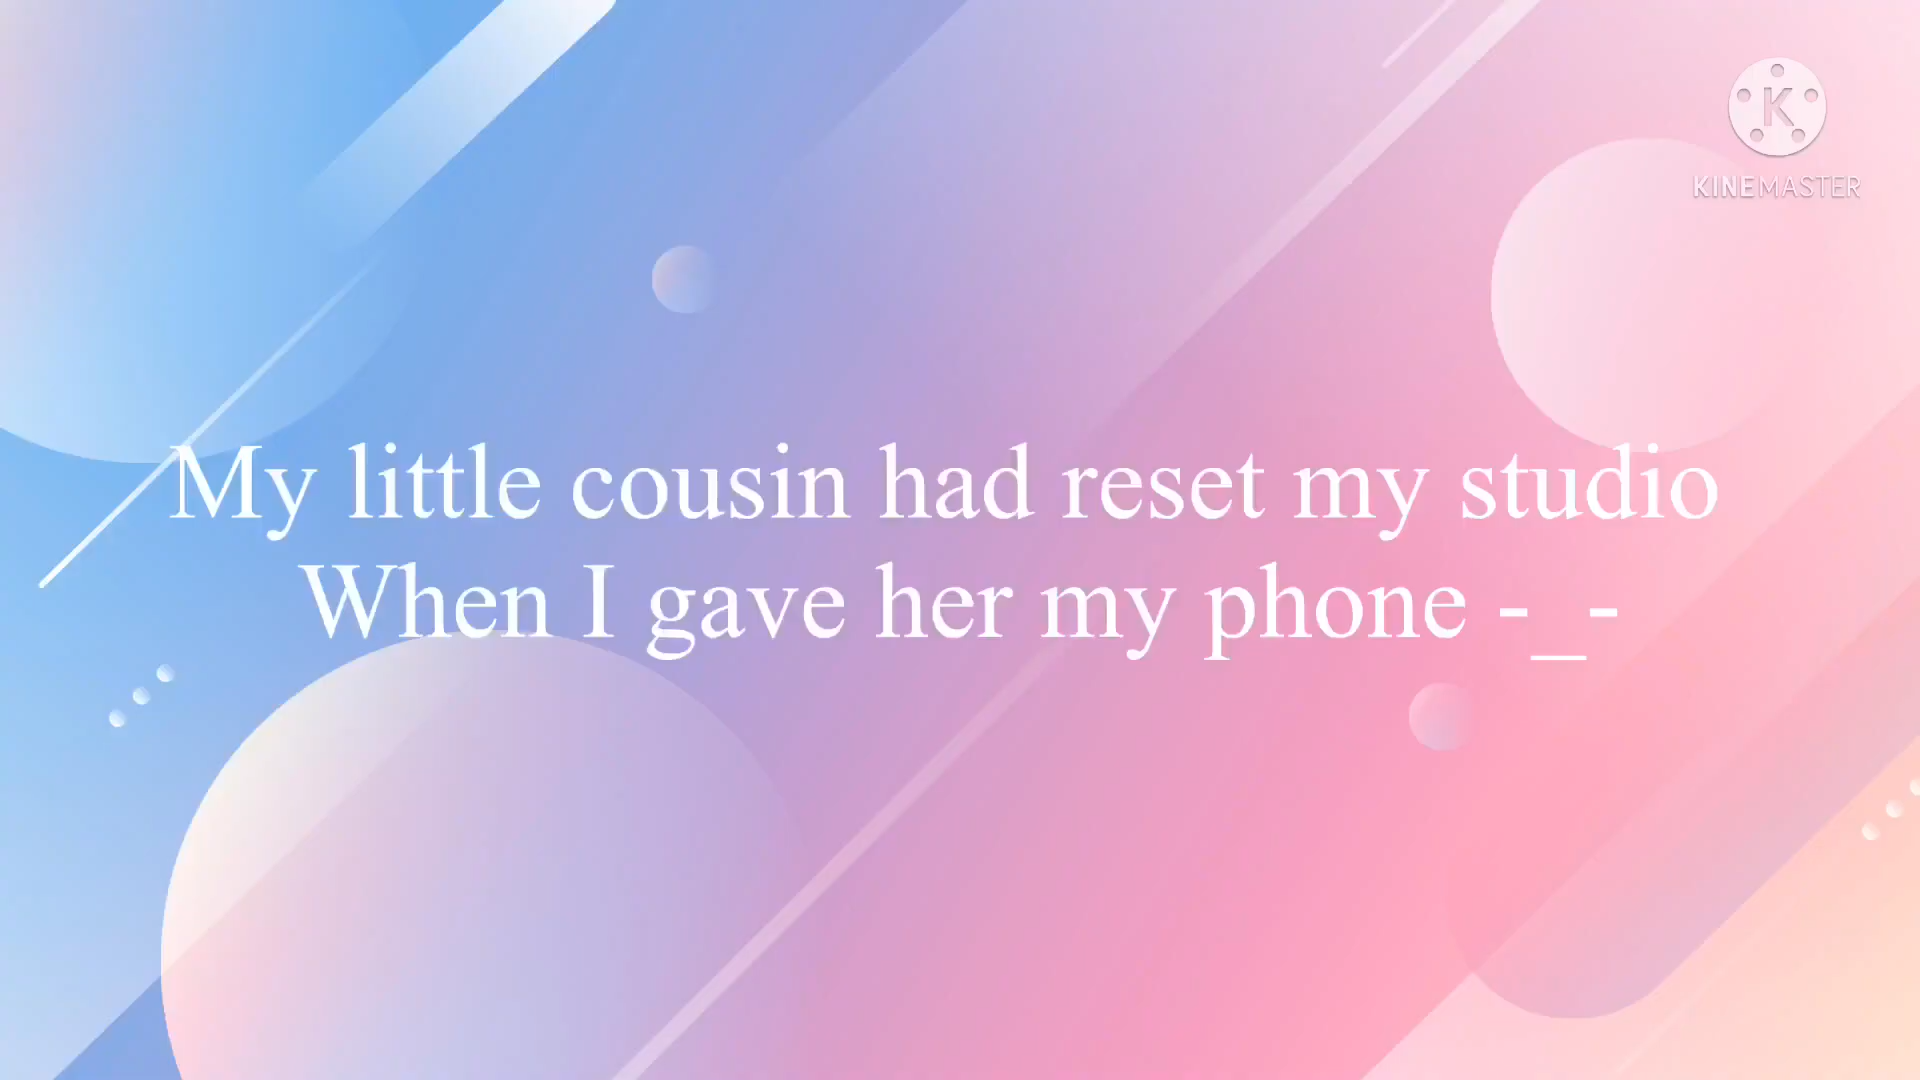 K
KINEMASTER
My little cousin had reset my studio
When I gave her my phone -_-